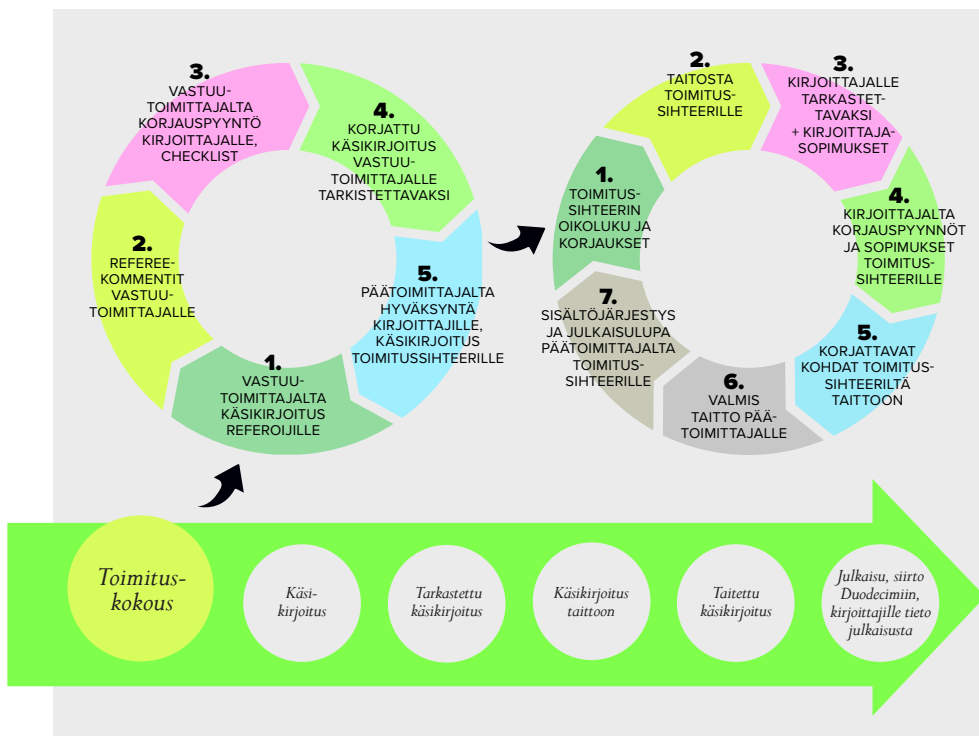 1.
VASTUU-
TOIMITTAJALTA
KÄSIKIRJOITUS
REFEROIJILLE
2.
REFEREE-
KOMMENTIT
VASTUU-
TOIMITTAJALLE
3.
VASTUU-
TOIMITTAJALTA
KORJAUSPYYNTÖ
KIRJOITTAJALLE,
CHECKLIST
4.
KORJATTU
KÄSIKIRJOITUS
VASTUU-
TOIMITTAJALLE
TARKISTETTAVAKSI
5.
PÄÄTOIMITTAJALTA
HYVÄKSYNTÄ
KIRJOITTAJILLE,
KÄSIKIRJOITUS
TOIMITUSSIHTEERILLE
1.
TOIMITUS-
SIHTEERIN
OIKOLUKU JA
KORJAUKSET
2.
TAITOSTA
TOIMITUS-
SIHTEERILLE
3.
KIRJOITTAJALLE
TARKASTET-
TAVAKSI
+ KIRJOITTAJA-
SOPIMUKSET
4.
KIRJOITTAJALTA
KORJAUSPYYNNÖT
JA SOPIMUKSET
TOIMITUS-
SIHTEERILLE
5.
KORJATTAVAT
KOHDAT TOIMITUS-
SIHTEERILTÄ
TAITTOON
6.
VALMIS
TAITTO PÄÄ-
TOIMITTAJALLE
7.
SISÄLTÖJÄRJESTYS
JA JULKAISULUPA
PÄÄTOIMITTAJALTA
TOIMITUS-
SIHTEERILLE
Toimitus-
kokous
Käsi-
kirjoitus
Tarkastettu
käsikirjoitus
Käsikirjoitus
taittoon
Taitettu
käsikirjoitus
Julkaisu, siirto
Duodecimiin,
kirjoittajille tieto
julkaisusta